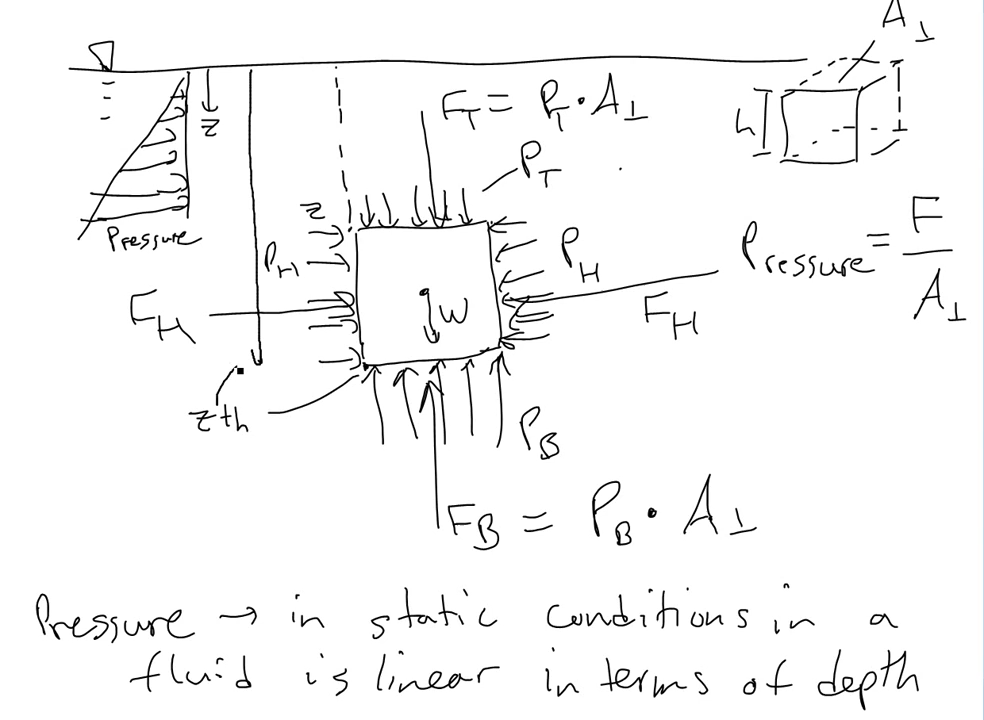 A⊥
F_T = P_T · A⊥
z
h
P_T
z
Pressure
P_H
P_H
Pressure = F / A⊥
F_H
W
F_H
z+h
P_B
F_B = P_B · A⊥
Pressure → in static conditions in a
fluid is linear in terms of depth